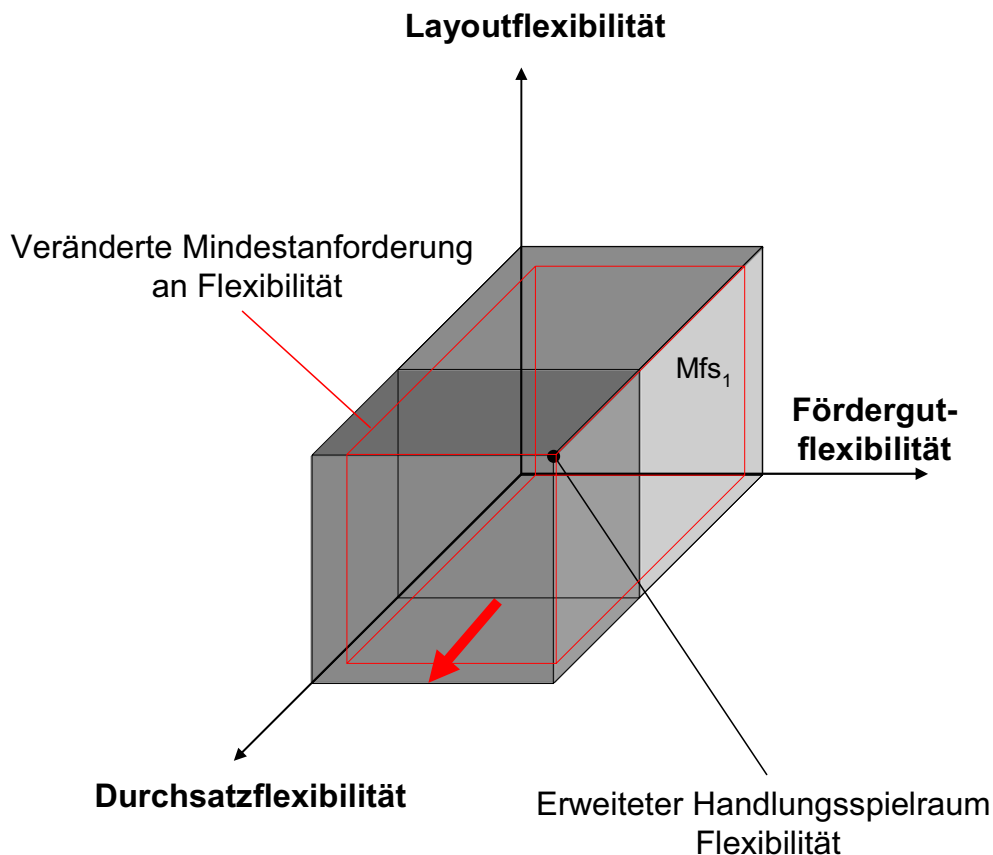 Layoutflexibilität
Veränderte Mindestanforderung
an Flexibilität
Mfs₁
Fördergut-
flexibilität
Durchsatzflexibilität
Erweiteter Handlungsspielraum
Flexibilität